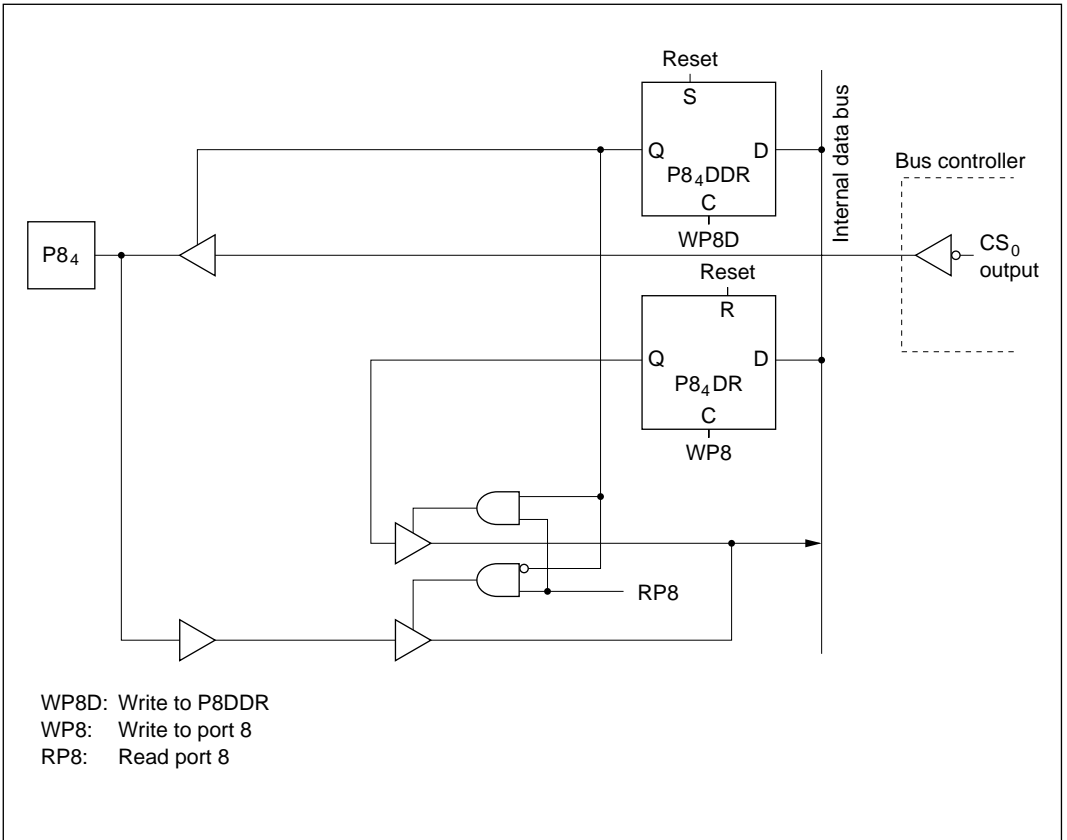 Reset
S
Q D
P8₄DDR
C
WP8D
Internal data bus
Bus controller
P8₄
CS₀
output
Reset
R
Q D
P8₄DR
C
WP8
RP8
WP8D: Write to P8DDR
WP8: Write to port 8
RP8: Read port 8